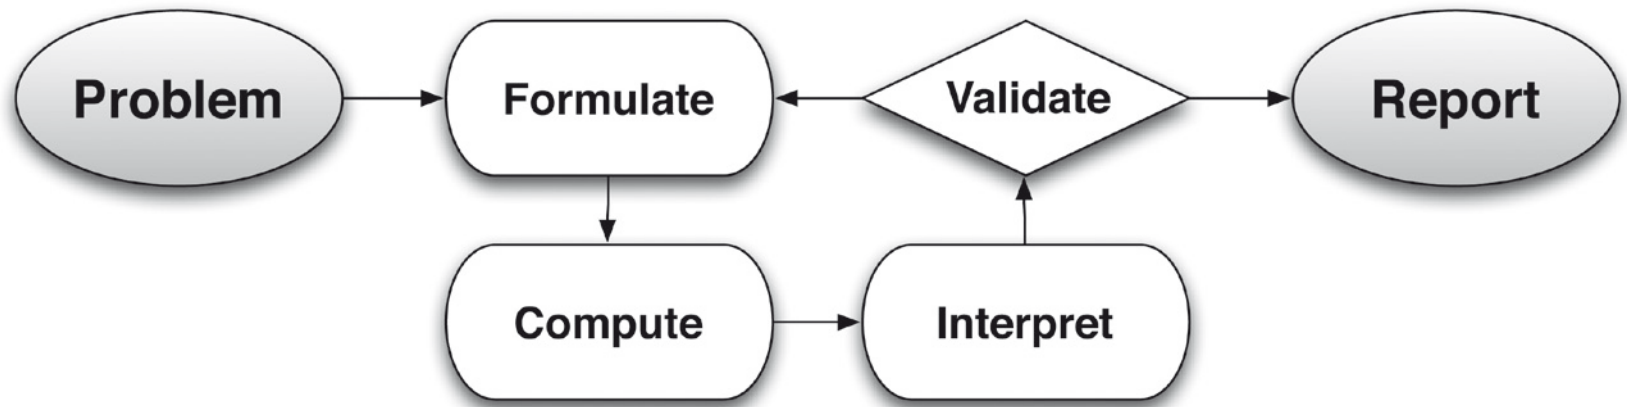 Problem
Formulate
Validate
Report
Compute
Interpret